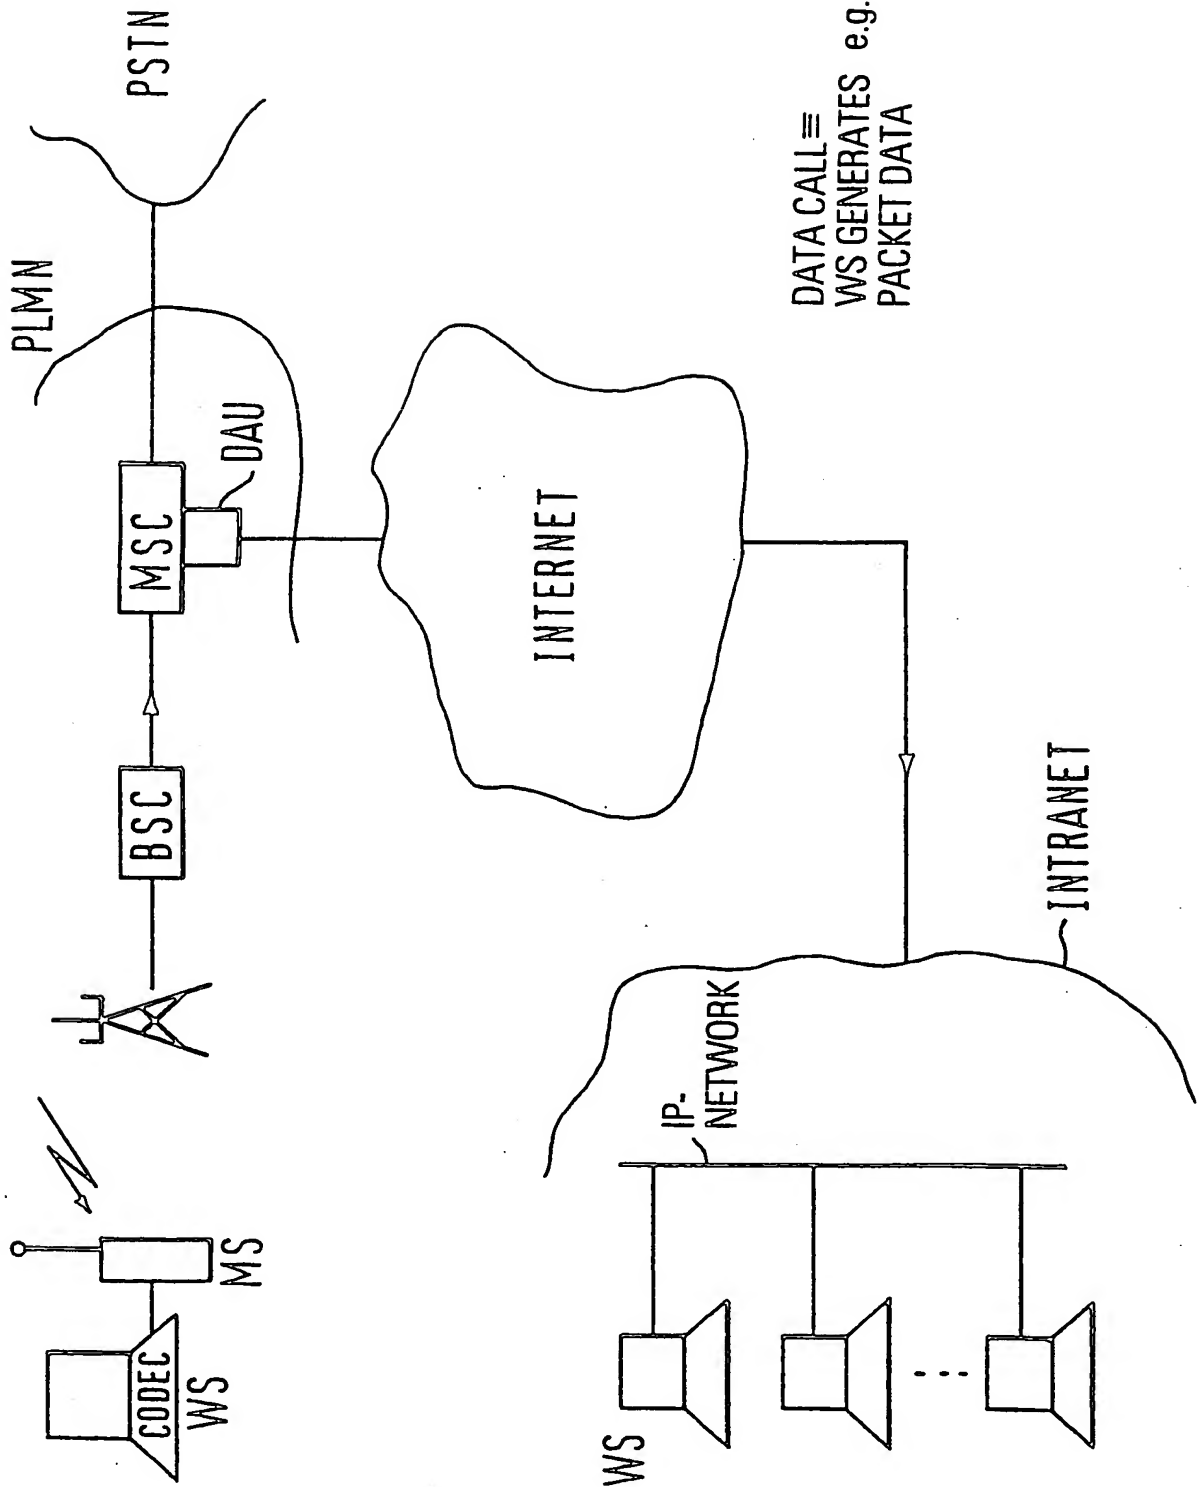 CODEC
WS
MS
BSC
MSC
DAU
PLMN
PSTN
INTERNET
WS
IP-
NETWORK
INTRANET
DATA CALL≡
WS GENERATES e.g.
PACKET DATA